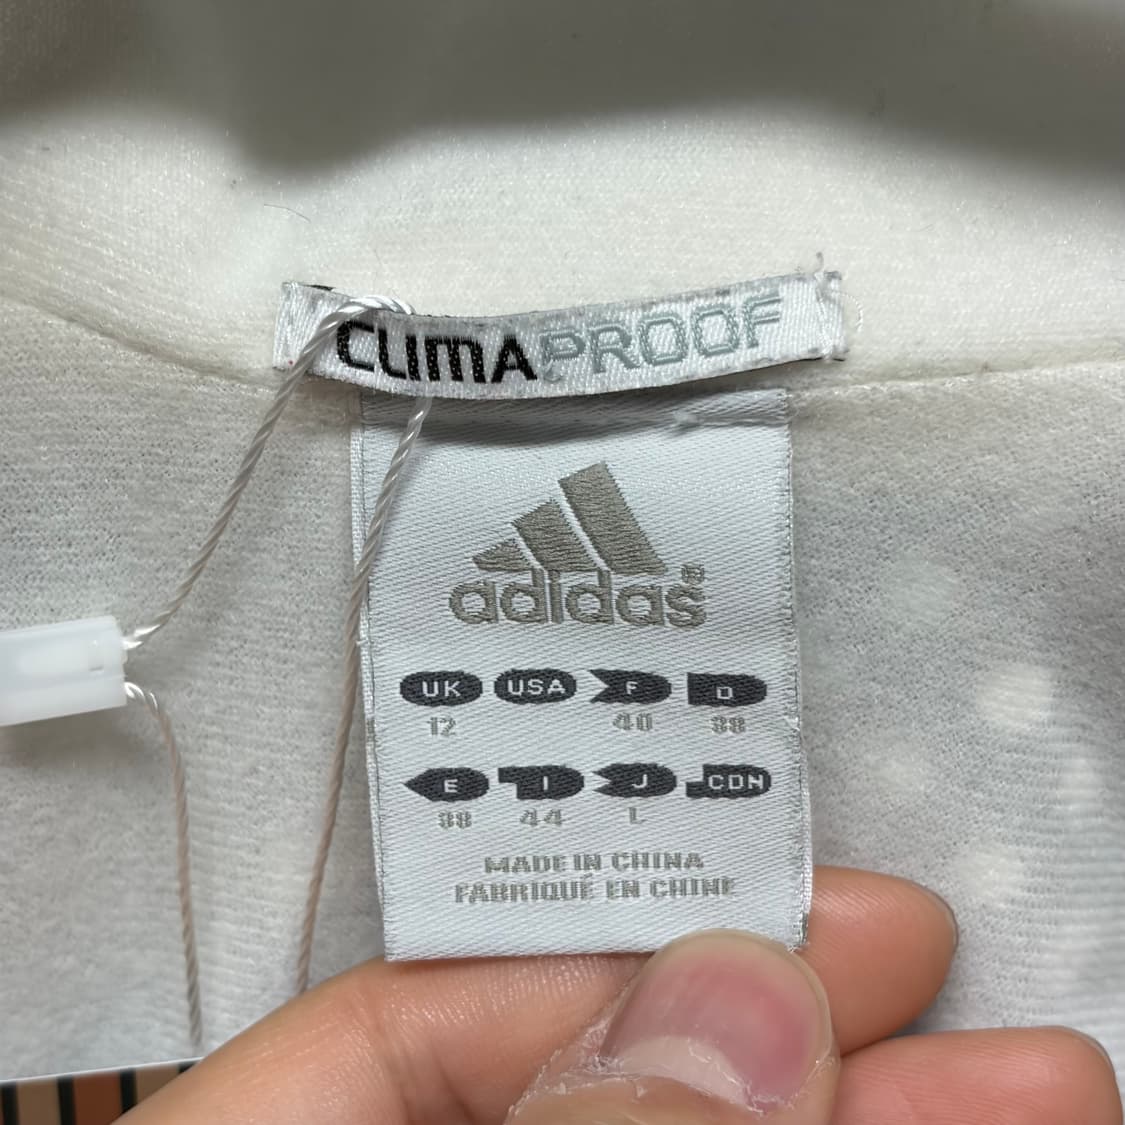 CLIMAPROOF
adidas®
UK USA F D
12 40 38
E I J CDN
38 44 L
MADE IN CHINA
FABRIQUÉ EN CHINE